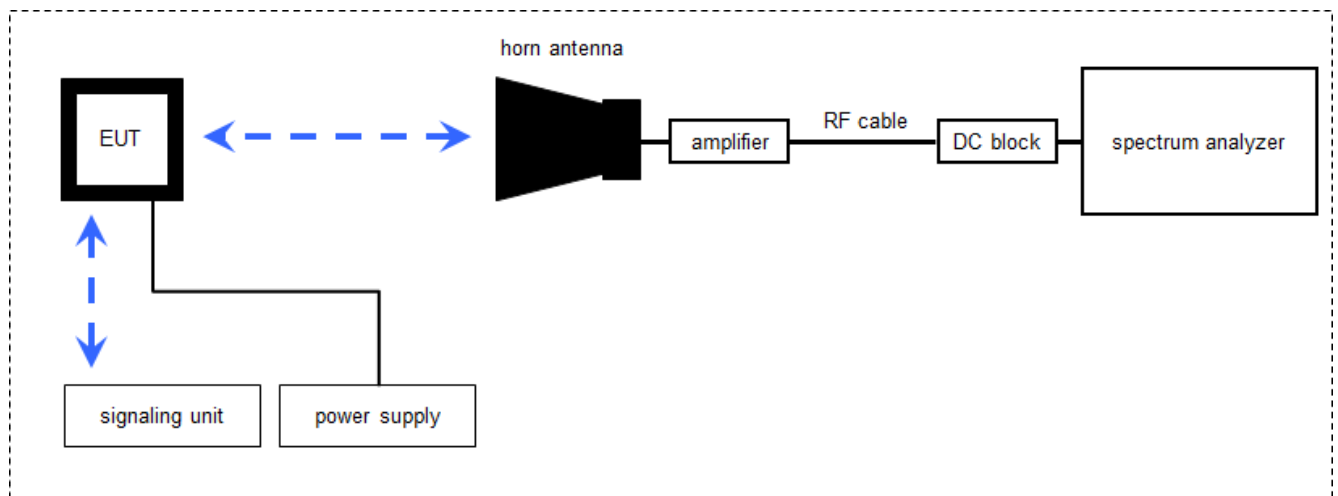 horn antenna
EUT
amplifier
RF cable
DC block
spectrum analyzer
signaling unit
power supply